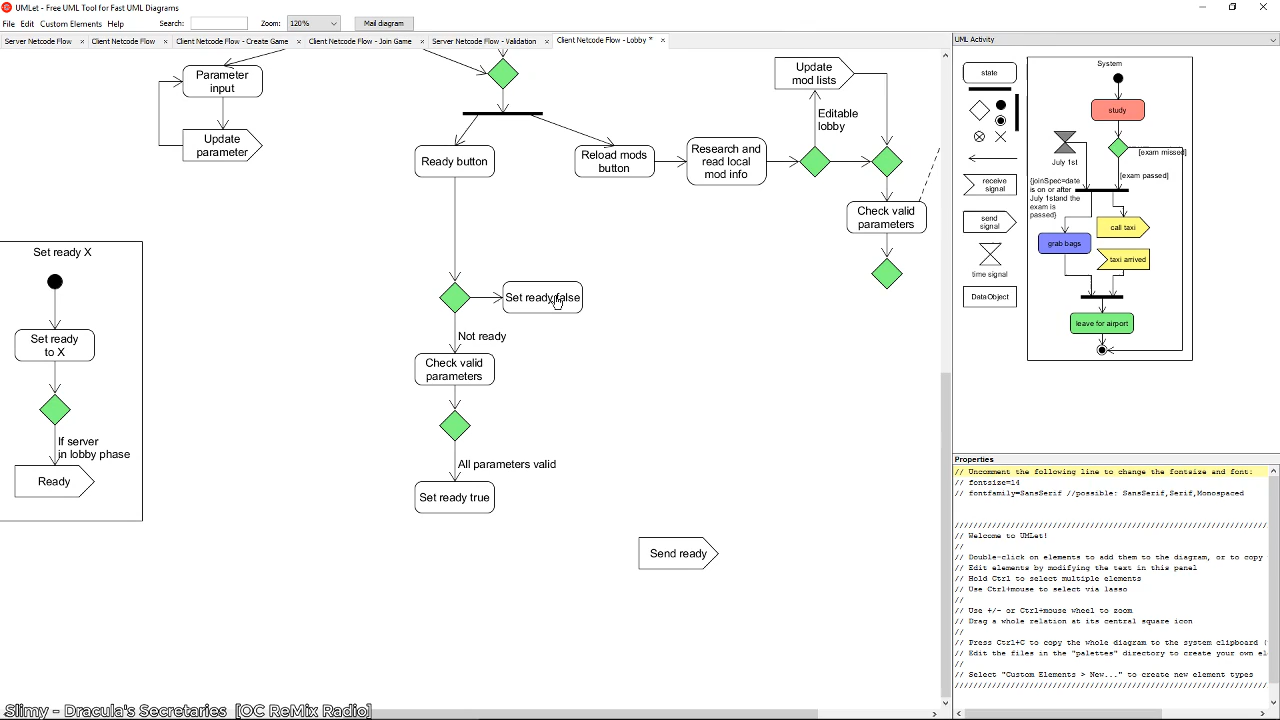 UMLet - Free UML Tool for Fast UML Diagrams
File Edit Custom Elements Help
Search:
Zoom: 120%
Mail diagram
Server Netcode Flow
Client Netcode Flow
Client Netcode Flow - Create Game
Client Netcode Flow - Join Game
Server Netcode Flow - Validation
Client Netcode Flow - Lobby *
UML Activity
Parameter
input
Update
parameter
Ready button
Reload mods
button
Research and
read local
mod info
Update
mod lists
Editable
lobby
Check valid
parameters
Set ready X
Set ready
to X
If server
in lobby phase
Ready
Set ready false
Not ready
Check valid
parameters
All parameters valid
Set ready true
Send ready
state
receive
signal
send
signal
time signal
DataObject
System
study
July 1st
[exam missed]
[exam passed]
{joinSpec=date
is on or after
July 1stand the
exam is
passed}
call taxi
grab bags
taxi arrived
leave for airport
Properties
// Uncomment the following line to change the fontsize and font:
// fontsize=14
// fontfamily=SansSerif //possible: SansSerif,Serif,Monospaced
//////////////////////////////////////////////////////////////
// Welcome to UMLet!
//
// Double-click on elements to add them to the diagram, or to copy
// Edit elements by modifying the text in this panel
// Hold Ctrl to select multiple elements
// Use Ctrl+mouse to select via lasso
//
// Use +/- or Ctrl+mouse wheel to zoom
// Drag a whole relation at its central square icon
//
// Press Ctrl+C to copy the whole diagram to the system clipboard (
// Edit the files in the "palettes" directory to create your own el
//
// Select "Custom Elements > New..." to create new element types
//////////////////////////////////////////////////////////////
Slimy - Dracula's Secretaries [OC ReMix Radio]